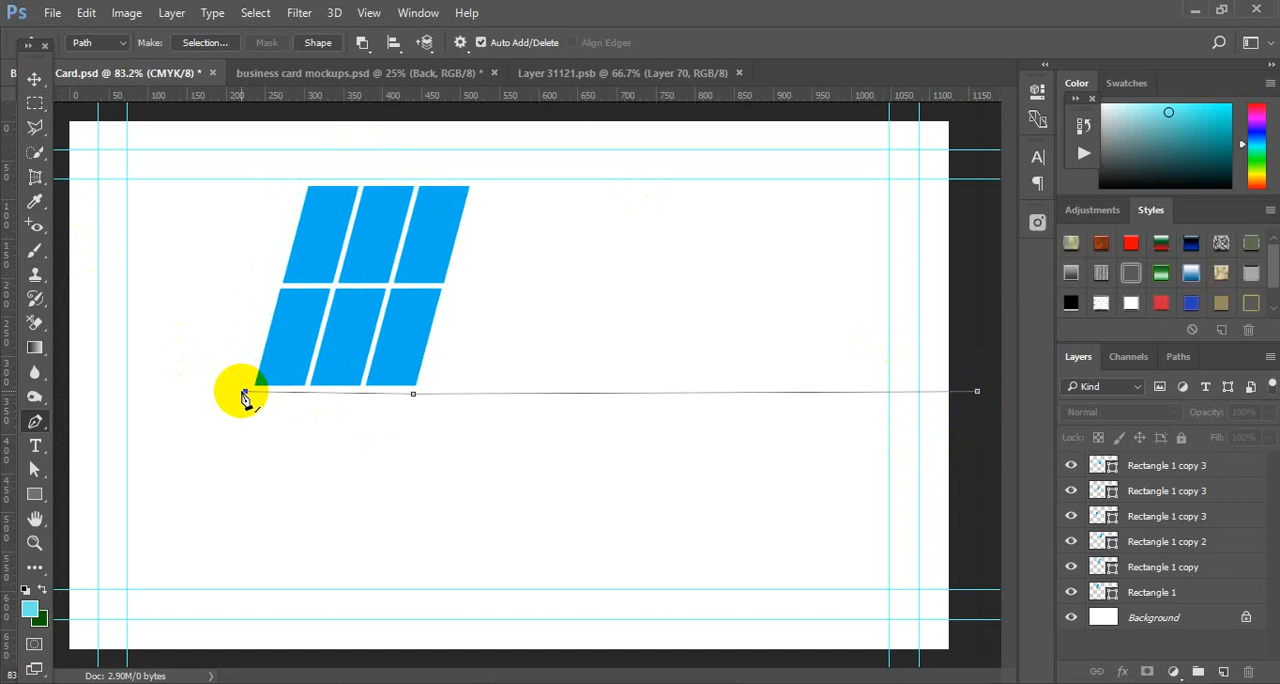 Ps File Edit Image Layer Type Select Filter 3D View Window Help
Path Make: Selection... Mask Shape Auto Add/Delete Align Edges
Card.psd @ 83.2% (CMYK/8) * business card mockups.psd @ 25% (Back, RGB/8) * Layer 31121.psb @ 66.7% (Layer 70, RGB/8)
0 50 100 150 200 250 300 350 400 450 500 550 600 650 700 750 800 850 900 950 1000 1050 1100 1150
Color Swatches
Adjustments Styles
Layers Channels Paths
Kind
Normal Opacity: 100%
Lock: Fill: 100%
Rectangle 1 copy 3
Rectangle 1 copy 3
Rectangle 1 copy 3
Rectangle 1 copy 2
Rectangle 1 copy
Rectangle 1
Background
83 Doc: 2.90M/0 bytes